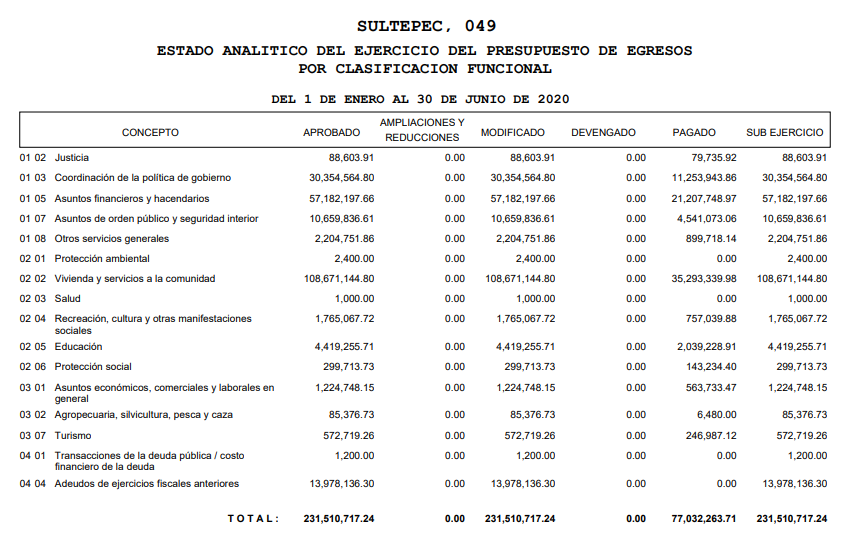 SULTEPEC, 049
ESTADO ANALITICO DEL EJERCICIO DEL PRESUPUESTO DE EGRESOS
POR CLASIFICACION FUNCIONAL
DEL 1 DE ENERO AL 30 DE JUNIO DE 2020
CONCEPTO APROBADO AMPLIACIONES Y REDUCCIONES MODIFICADO DEVENGADO PAGADO SUB EJERCICIO
01 02 Justicia 88,603.91 0.00 88,603.91 0.00 79,735.92 88,603.91
01 03 Coordinación de la política de gobierno 30,354,564.80 0.00 30,354,564.80 0.00 11,253,943.86 30,354,564.80
01 05 Asuntos financieros y hacendarios 57,182,197.66 0.00 57,182,197.66 0.00 21,207,748.97 57,182,197.66
01 07 Asuntos de orden público y seguridad interior 10,659,836.61 0.00 10,659,836.61 0.00 4,541,073.06 10,659,836.61
01 08 Otros servicios generales 2,204,751.86 0.00 2,204,751.86 0.00 899,718.14 2,204,751.86
02 01 Protección ambiental 2,400.00 0.00 2,400.00 0.00 0.00 2,400.00
02 02 Vivienda y servicios a la comunidad 108,671,144.80 0.00 108,671,144.80 0.00 35,293,339.98 108,671,144.80
02 03 Salud 1,000.00 0.00 1,000.00 0.00 0.00 1,000.00
02 04 Recreación, cultura y otras manifestaciones 1,765,067.72 0.00 1,765,067.72 0.00 757,039.88 1,765,067.72
sociales
02 05 Educación 4,419,255.71 0.00 4,419,255.71 0.00 2,039,228.91 4,419,255.71
02 06 Protección social 299,713.73 0.00 299,713.73 0.00 143,234.40 299,713.73
03 01 Asuntos económicos, comerciales y laborales en 1,224,748.15 0.00 1,224,748.15 0.00 563,733.47 1,224,748.15
general
03 02 Agropecuaria, silvicultura, pesca y caza 85,376.73 0.00 85,376.73 0.00 6,480.00 85,376.73
03 07 Turismo 572,719.26 0.00 572,719.26 0.00 246,987.12 572,719.26
04 01 Transacciones de la deuda pública / costo 1,200.00 0.00 1,200.00 0.00 0.00 1,200.00
financiero de la deuda
04 04 Adeudos de ejercicios fiscales anteriores 13,978,136.30 0.00 13,978,136.30 0.00 0.00 13,978,136.30
T O T A L : 231,510,717.24 0.00 231,510,717.24 0.00 77,032,263.71 231,510,717.24